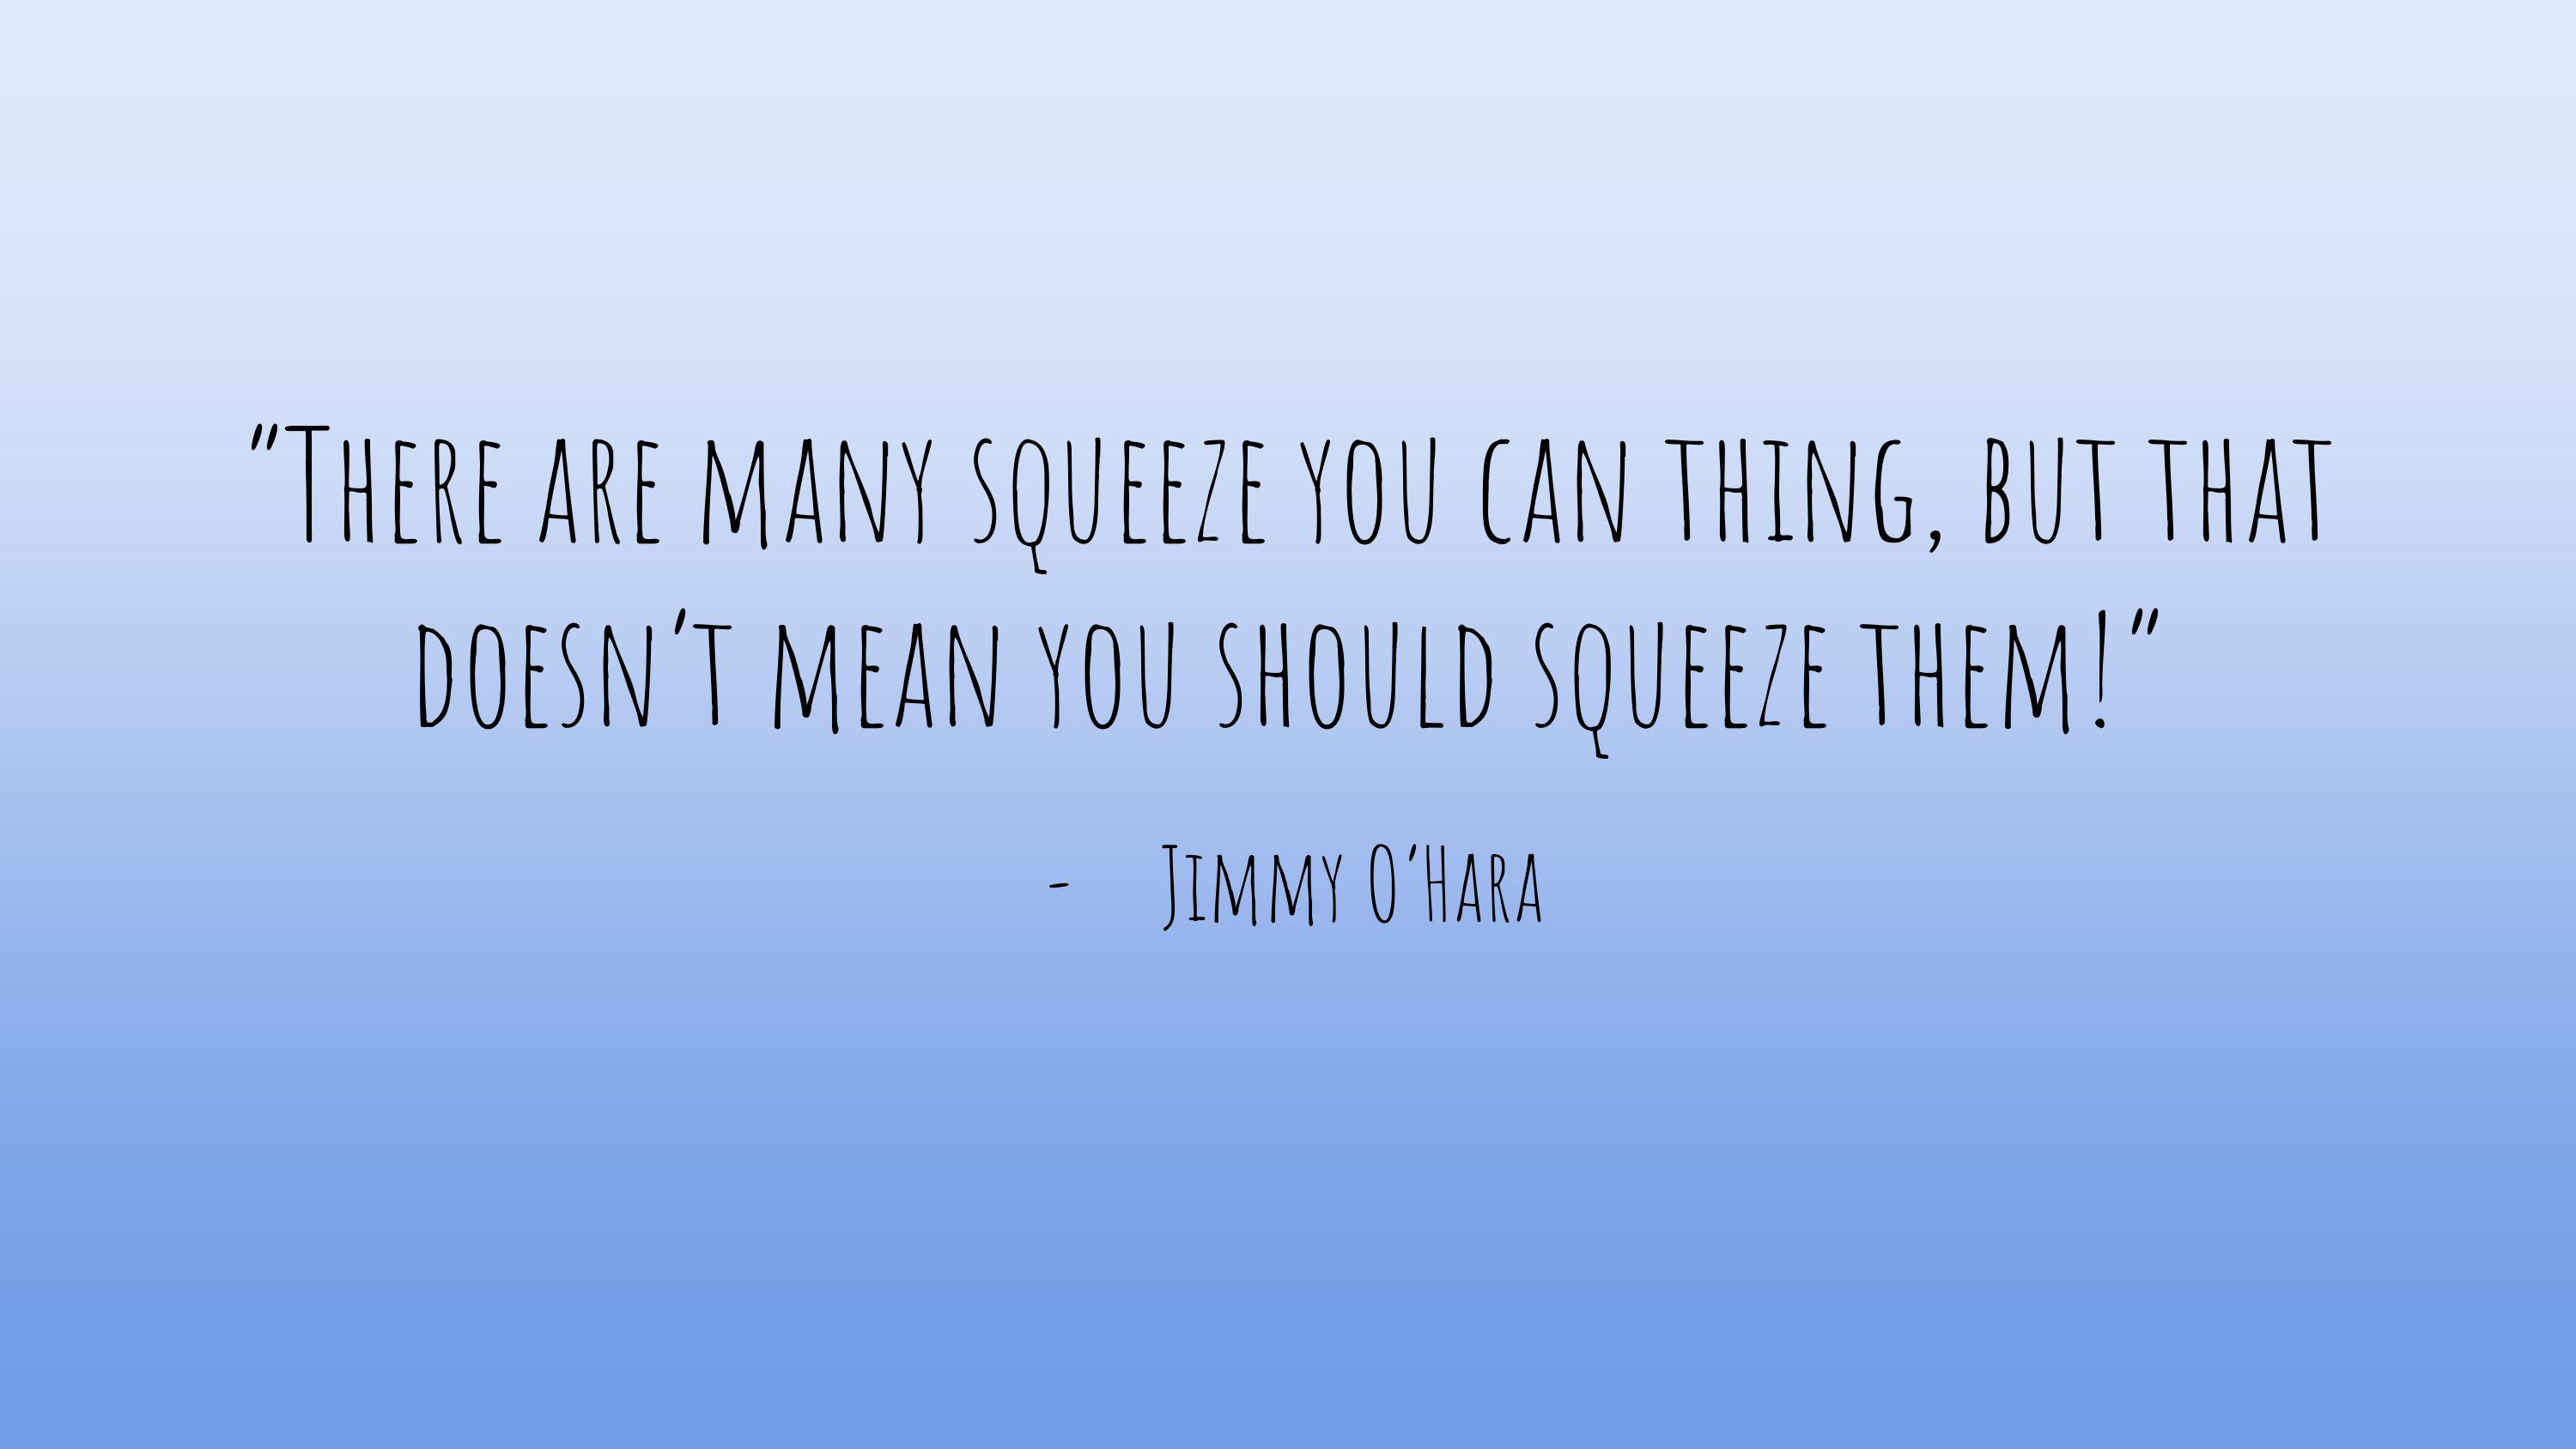 "There are many squeeze you can thing, but that
doesn't mean you should squeeze them!"
- Jimmy O'Hara